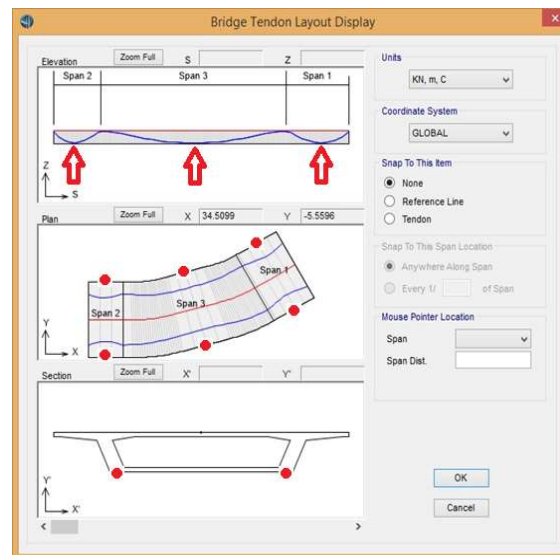 Bridge Tendon Layout Display
x
Elevation Zoom Full S Z
Span 2 Span 3 Span 1
Z
S
Plan Zoom Full X 34.5099 Y -5.5596
Span 1
Span 3
Span 2
Y
X
Section Zoom Full X' Y'
Y'
X'
Units
KN, m, C
Coordinate System
GLOBAL
Snap To This Item
None
Reference Line
Tendon
Snap To This Span Location
Anywhere Along Span
Every 1/ of Span
Mouse Pointer Location
Span
Span Dist.
OK
Cancel